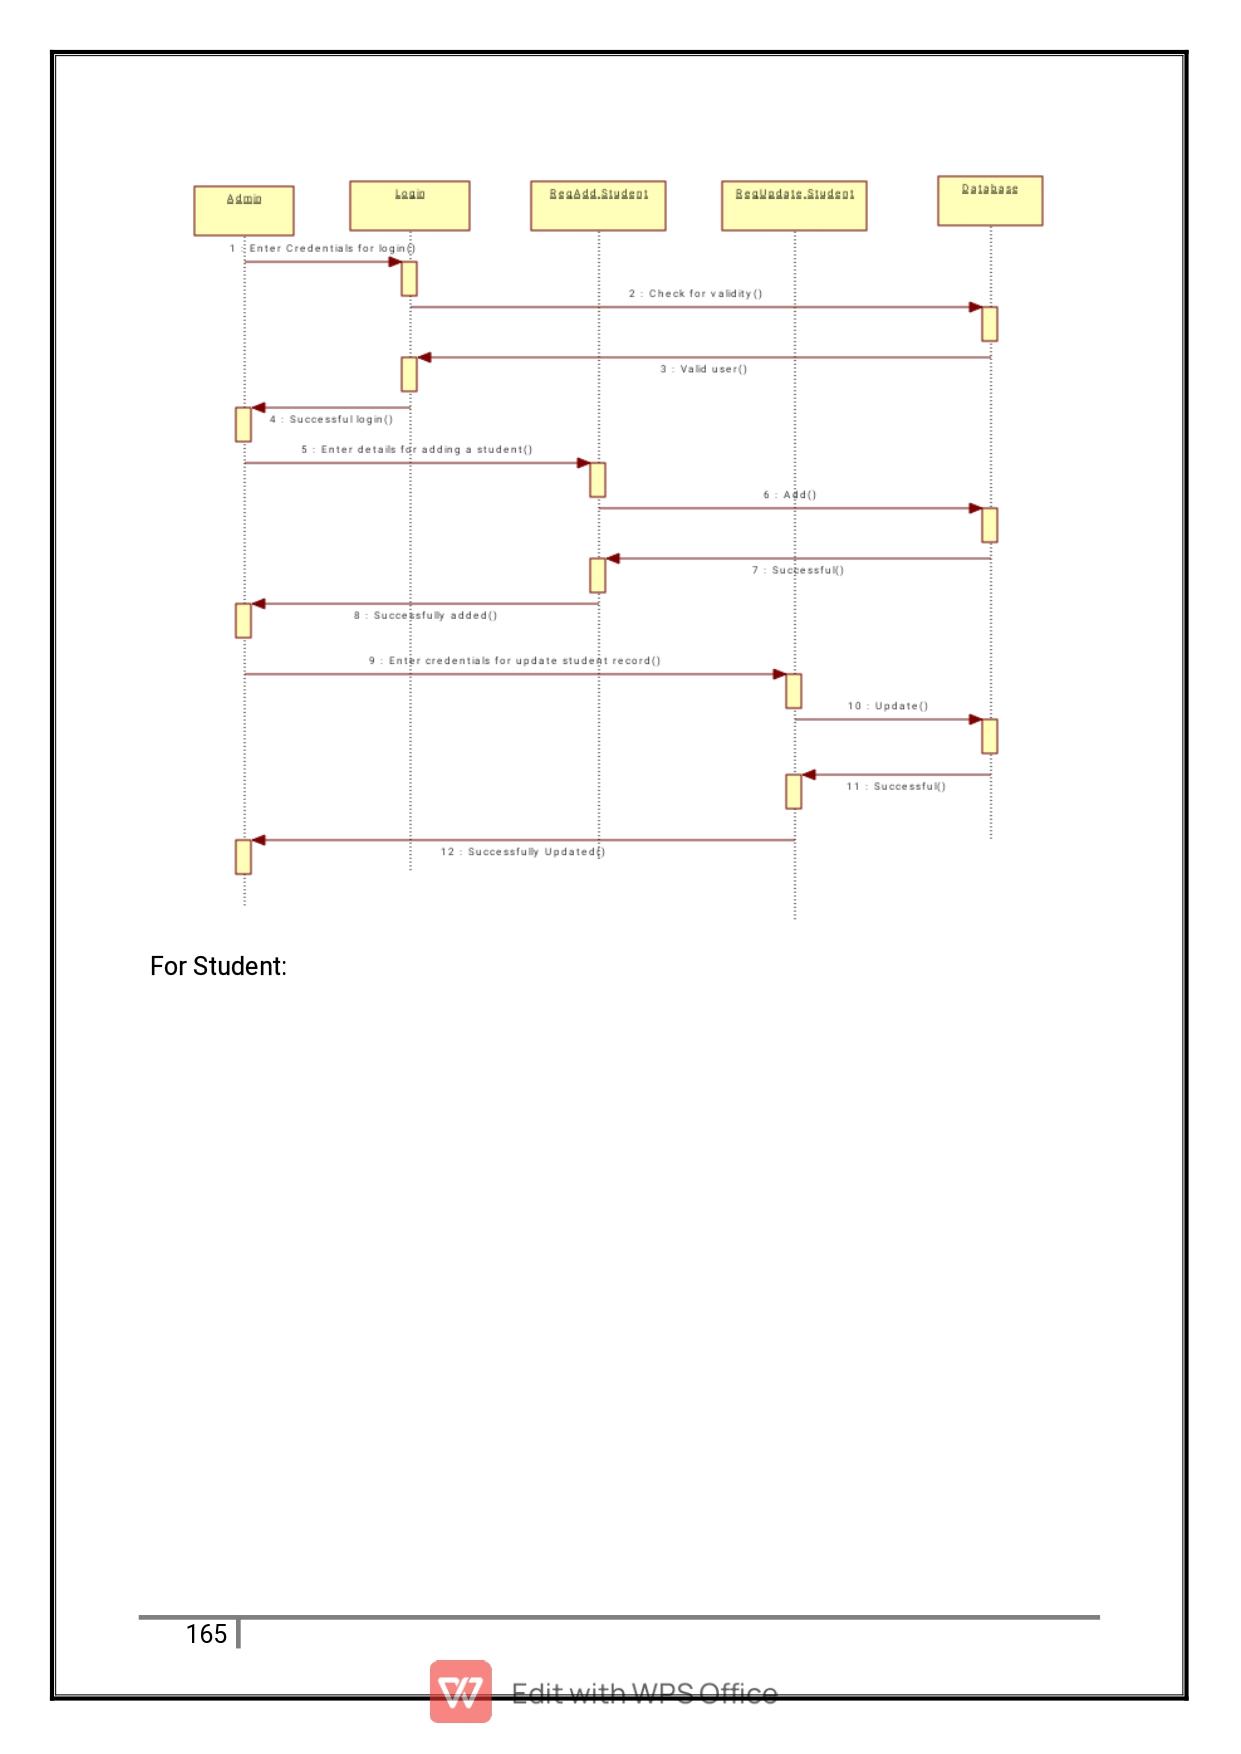 Admin
Login
ReqAdd.Student
ReqUpdate.Student
Database
1 : Enter Credentials for login()
2 : Check for validity()
3 : Valid user()
4 : Successful login()
5 : Enter details for adding a student()
6 : Add()
7 : Successful()
8 : Successfully added()
9 : Enter credentials for update student record()
10 : Update()
11 : Successful()
12 : Successfully Updated()
For Student:
165
Edit with WPS Office